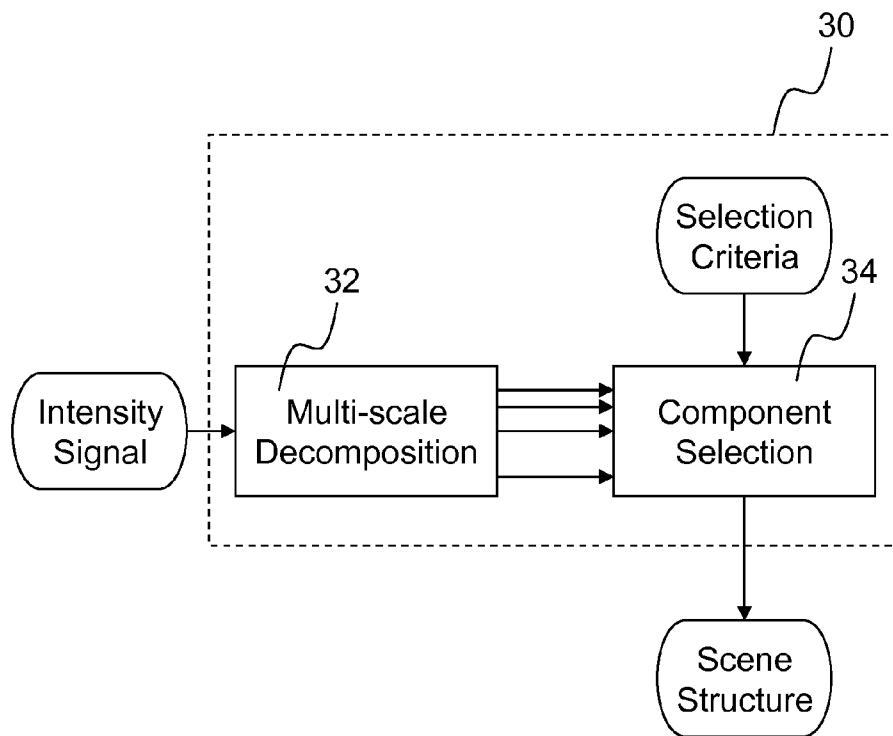 30
Selection
Criteria
32
34
Intensity
Signal
Multi-scale
Decomposition
Component
Selection
Scene
Structure